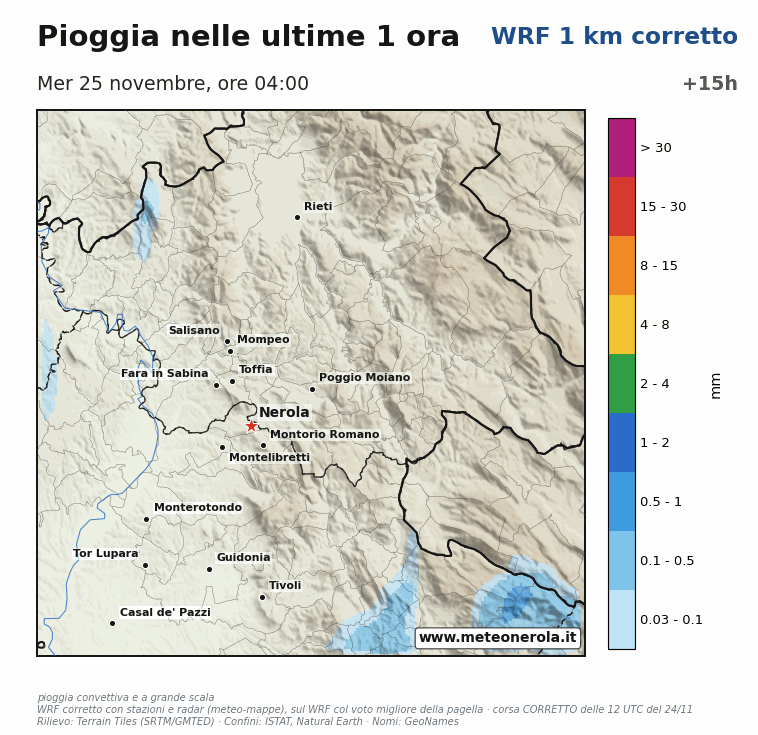 Pioggia nelle ultime 1 ora
WRF 1 km corretto
Mer 25 novembre, ore 04:00
+15h
Rieti
Salisano
Mompeo
Toffia
Fara in Sabina
Poggio Moiano
Nerola
Montorio Romano
Montelibretti
Monterotondo
Tor Lupara
Guidonia
Tivoli
Casal de' Pazzi
www.meteonerola.it
> 30
15 - 30
8 - 15
4 - 8
2 - 4
1 - 2
0.5 - 1
0.1 - 0.5
0.03 - 0.1
mm
pioggia convettiva e a grande scala
WRF corretto con stazioni e radar (meteo-mappe), sul WRF col voto migliore della pagella · corsa CORRETTO delle 12 UTC del 24/11
Rilievo: Terrain Tiles (SRTM/GMTED) · Confini: ISTAT, Natural Earth · Nomi: GeoNames